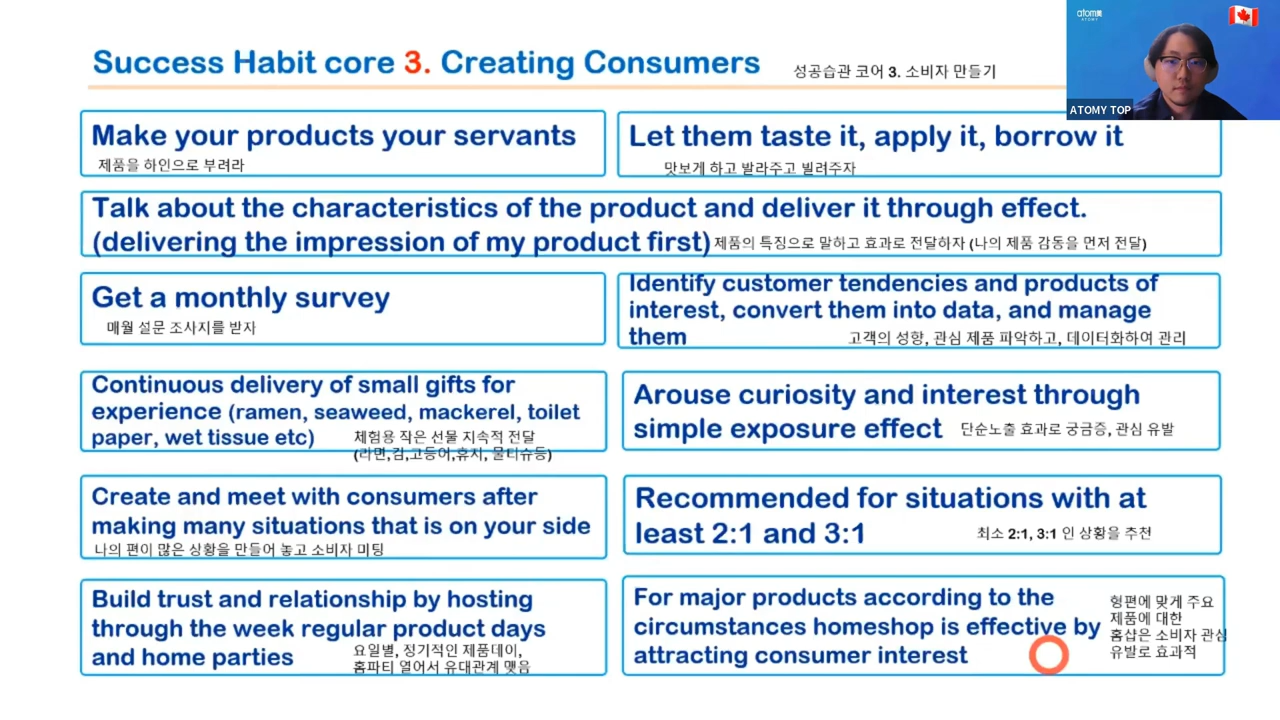 atom美
ATOMY
ATOMY TOP
Success Habit core 3. Creating Consumers
성공습관 코어 3. 소비자 만들기
Make your products your servants
제품을 하인으로 부려라
Let them taste it, apply it, borrow it
맛보게 하고 발라주고 빌려주자
Talk about the characteristics of the product and deliver it through effect.
(delivering the impression of my product first) 제품의 특징으로 말하고 효과로 전달하자 (나의 제품 감동을 먼저 전달)
Get a monthly survey
매월 설문 조사지를 받자
Identify customer tendencies and products of
interest, convert them into data, and manage
them 고객의 성향, 관심 제품 파악하고, 데이터화하여 관리
Continuous delivery of small gifts for
experience (ramen, seaweed, mackerel, toilet
paper, wet tissue etc) 체험용 작은 선물 지속적 전달
(라면,김,고등어,휴지, 물티슈등)
Arouse curiosity and interest through
simple exposure effect 단순노출 효과로 궁금증, 관심 유발
Create and meet with consumers after
making many situations that is on your side
나의 편이 많은 상황을 만들어 놓고 소비자 미팅
Recommended for situations with at
least 2:1 and 3:1 최소 2:1, 3:1 인 상황을 추천
Build trust and relationship by hosting
through the week regular product days
and home parties
요일별, 정기적인 제품데이,
홈파티 열어서 유대관계 맺음
For major products according to the
circumstances homeshop is effective by
attracting consumer interest
형편에 맞게 주요
제품에 대한
홈샵은 소비자 관심
유발로 효과적